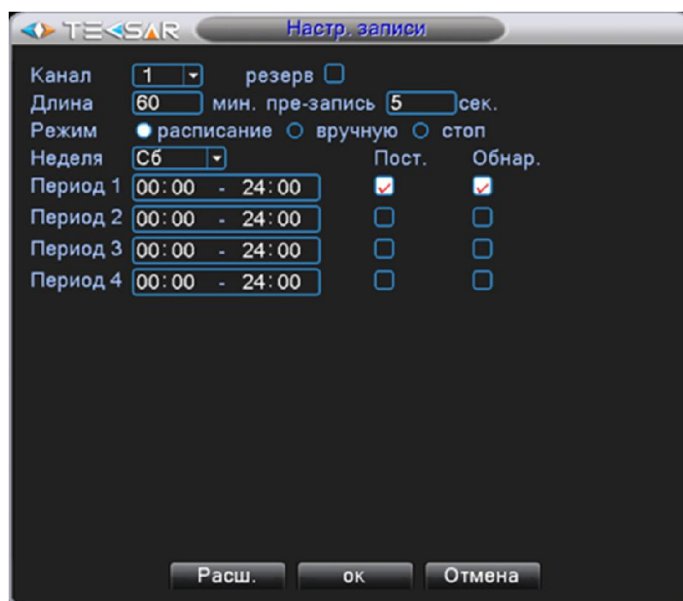 TECSAR Настр. записи
Канал 1 резерв
Длина 60 мин. пре-запись 5 сек.
Режим расписание вручную стоп
Неделя Сб Пост. Обнар.
Период 1 00:00 - 24:00
Период 2 00:00 - 24:00
Период 3 00:00 - 24:00
Период 4 00:00 - 24:00
Расш. ок Отмена